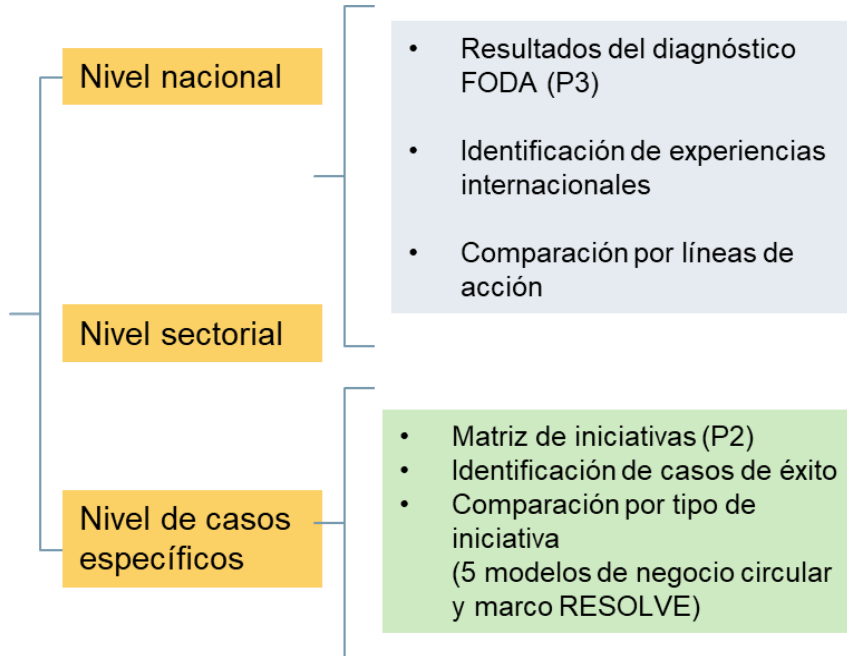 Nivel nacional
• Resultados del diagnóstico
FODA (P3)
• Identificación de experiencias
internacionales
• Comparación por líneas de
acción
Nivel sectorial
Nivel de casos
específicos
• Matriz de iniciativas (P2)
• Identificación de casos de éxito
• Comparación por tipo de
iniciativa
(5 modelos de negocio circular
y marco RESOLVE)